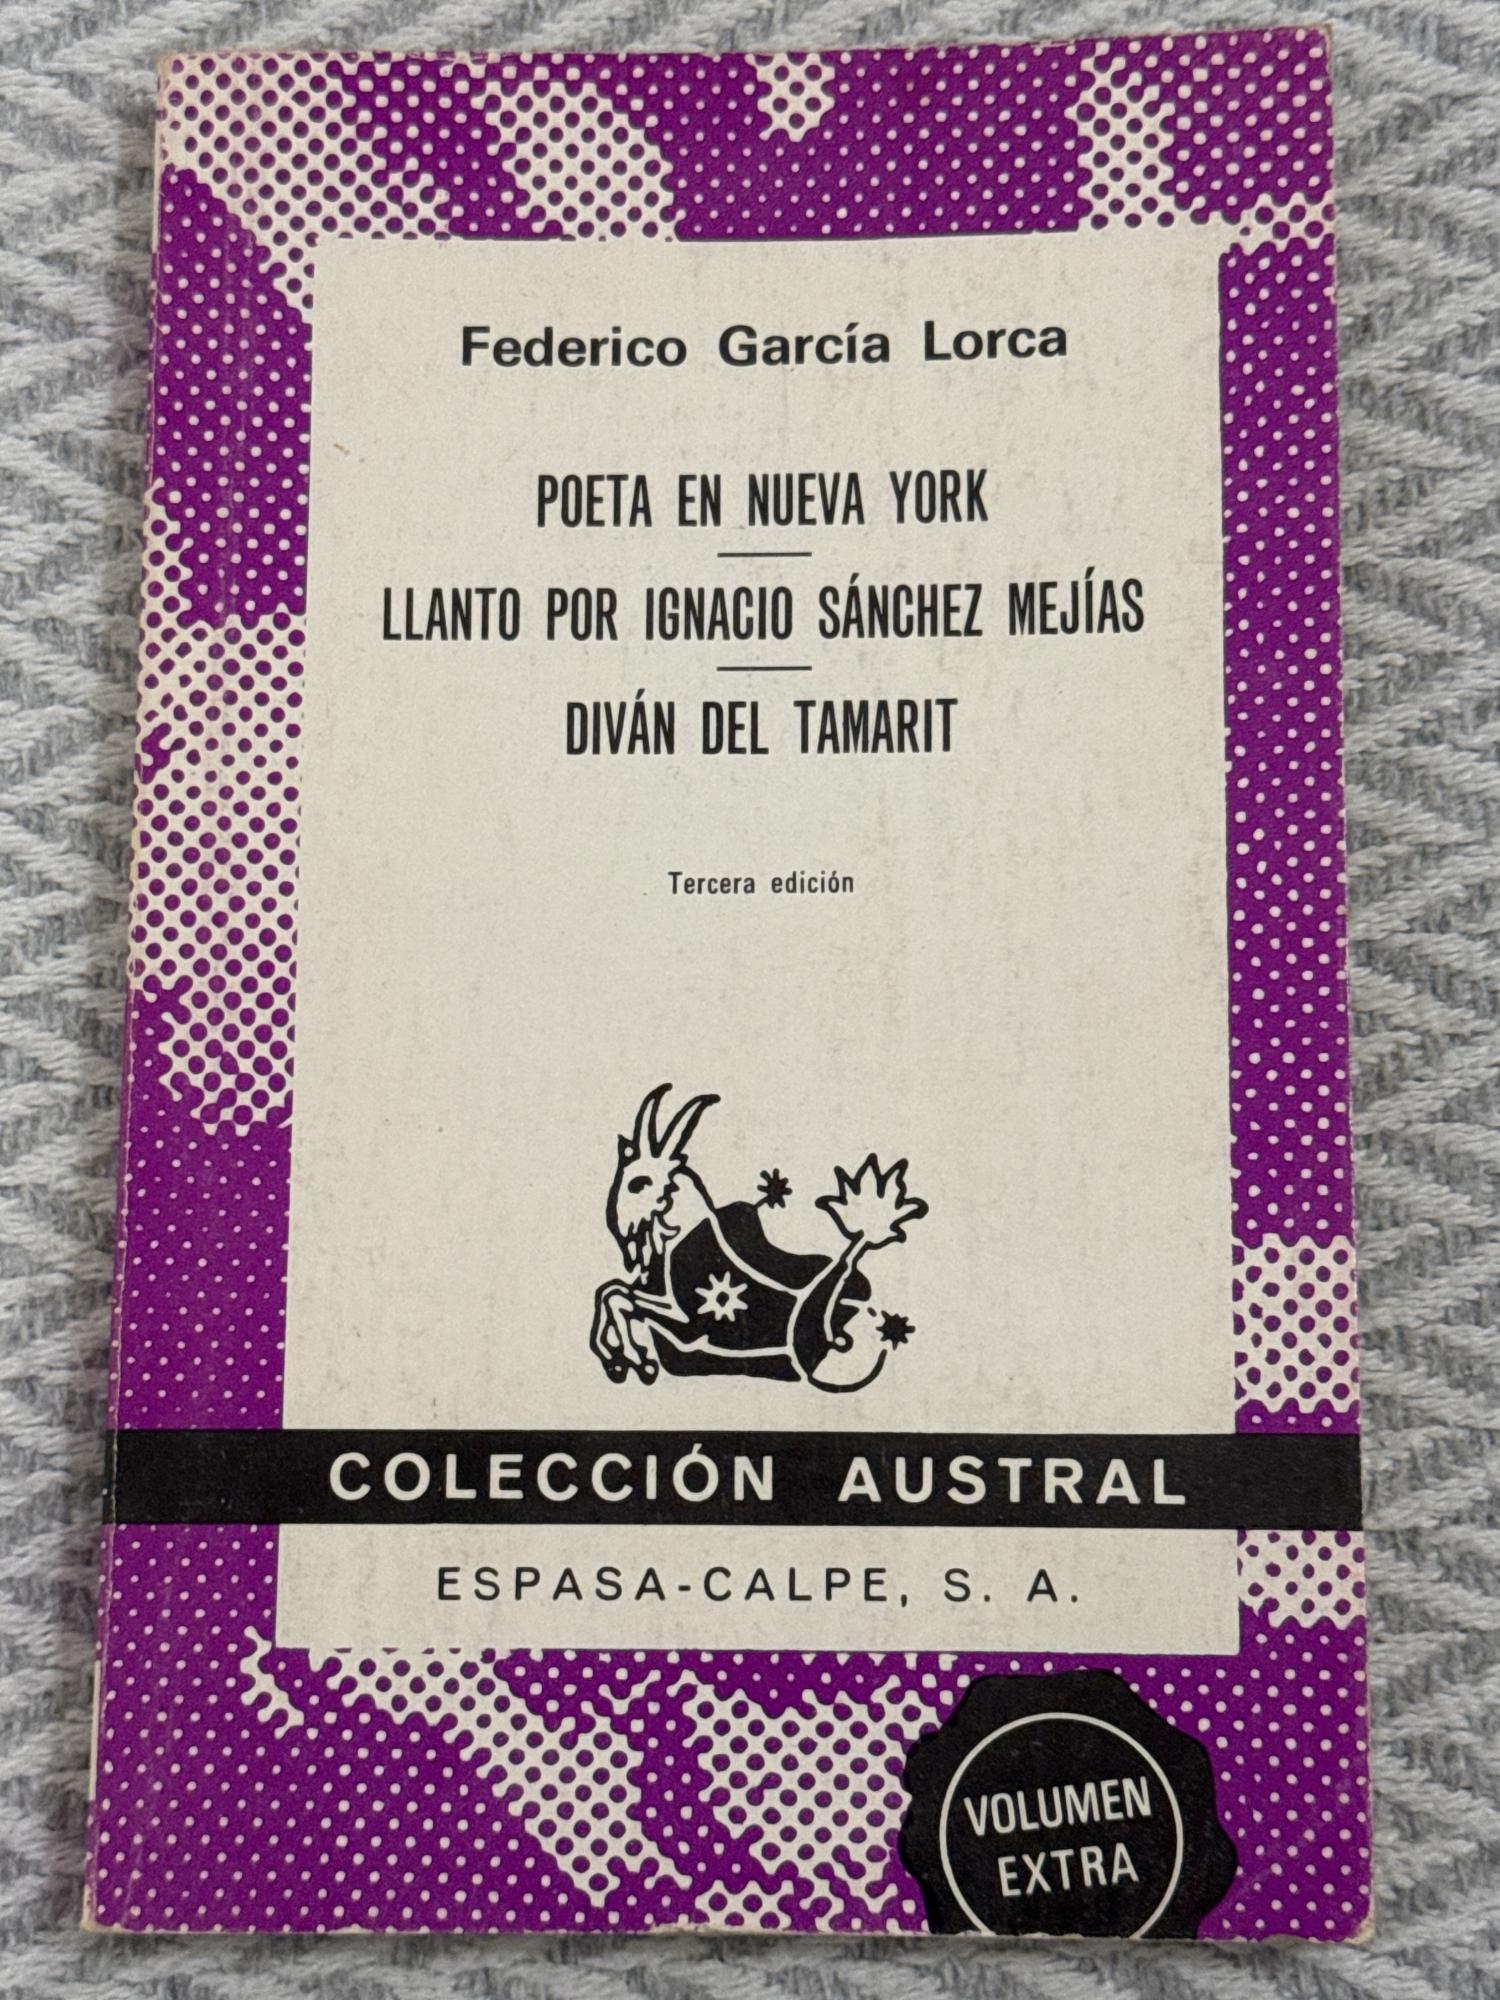 Federico García Lorca
POETA EN NUEVA YORK
LLANTO POR IGNACIO SÁNCHEZ MEJÍAS
DIVÁN DEL TAMARIT
Tercera edición
COLECCIÓN AUSTRAL
ESPASA-CALPE, S. A.
VOLUMEN
EXTRA